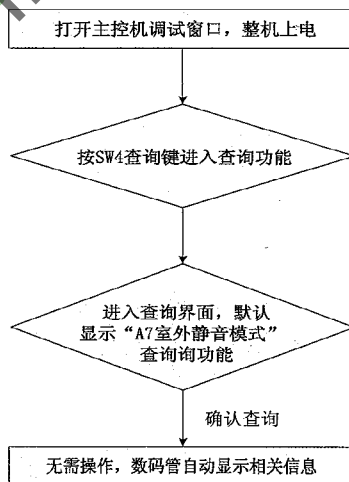 打开主控机调试窗口，整机上电
按SW4查询键进入查询功能
进入查询界面，默认
显示“A7室外静音模式”
查询询功能
确认查询
无需操作，数码管自动显示相关信息